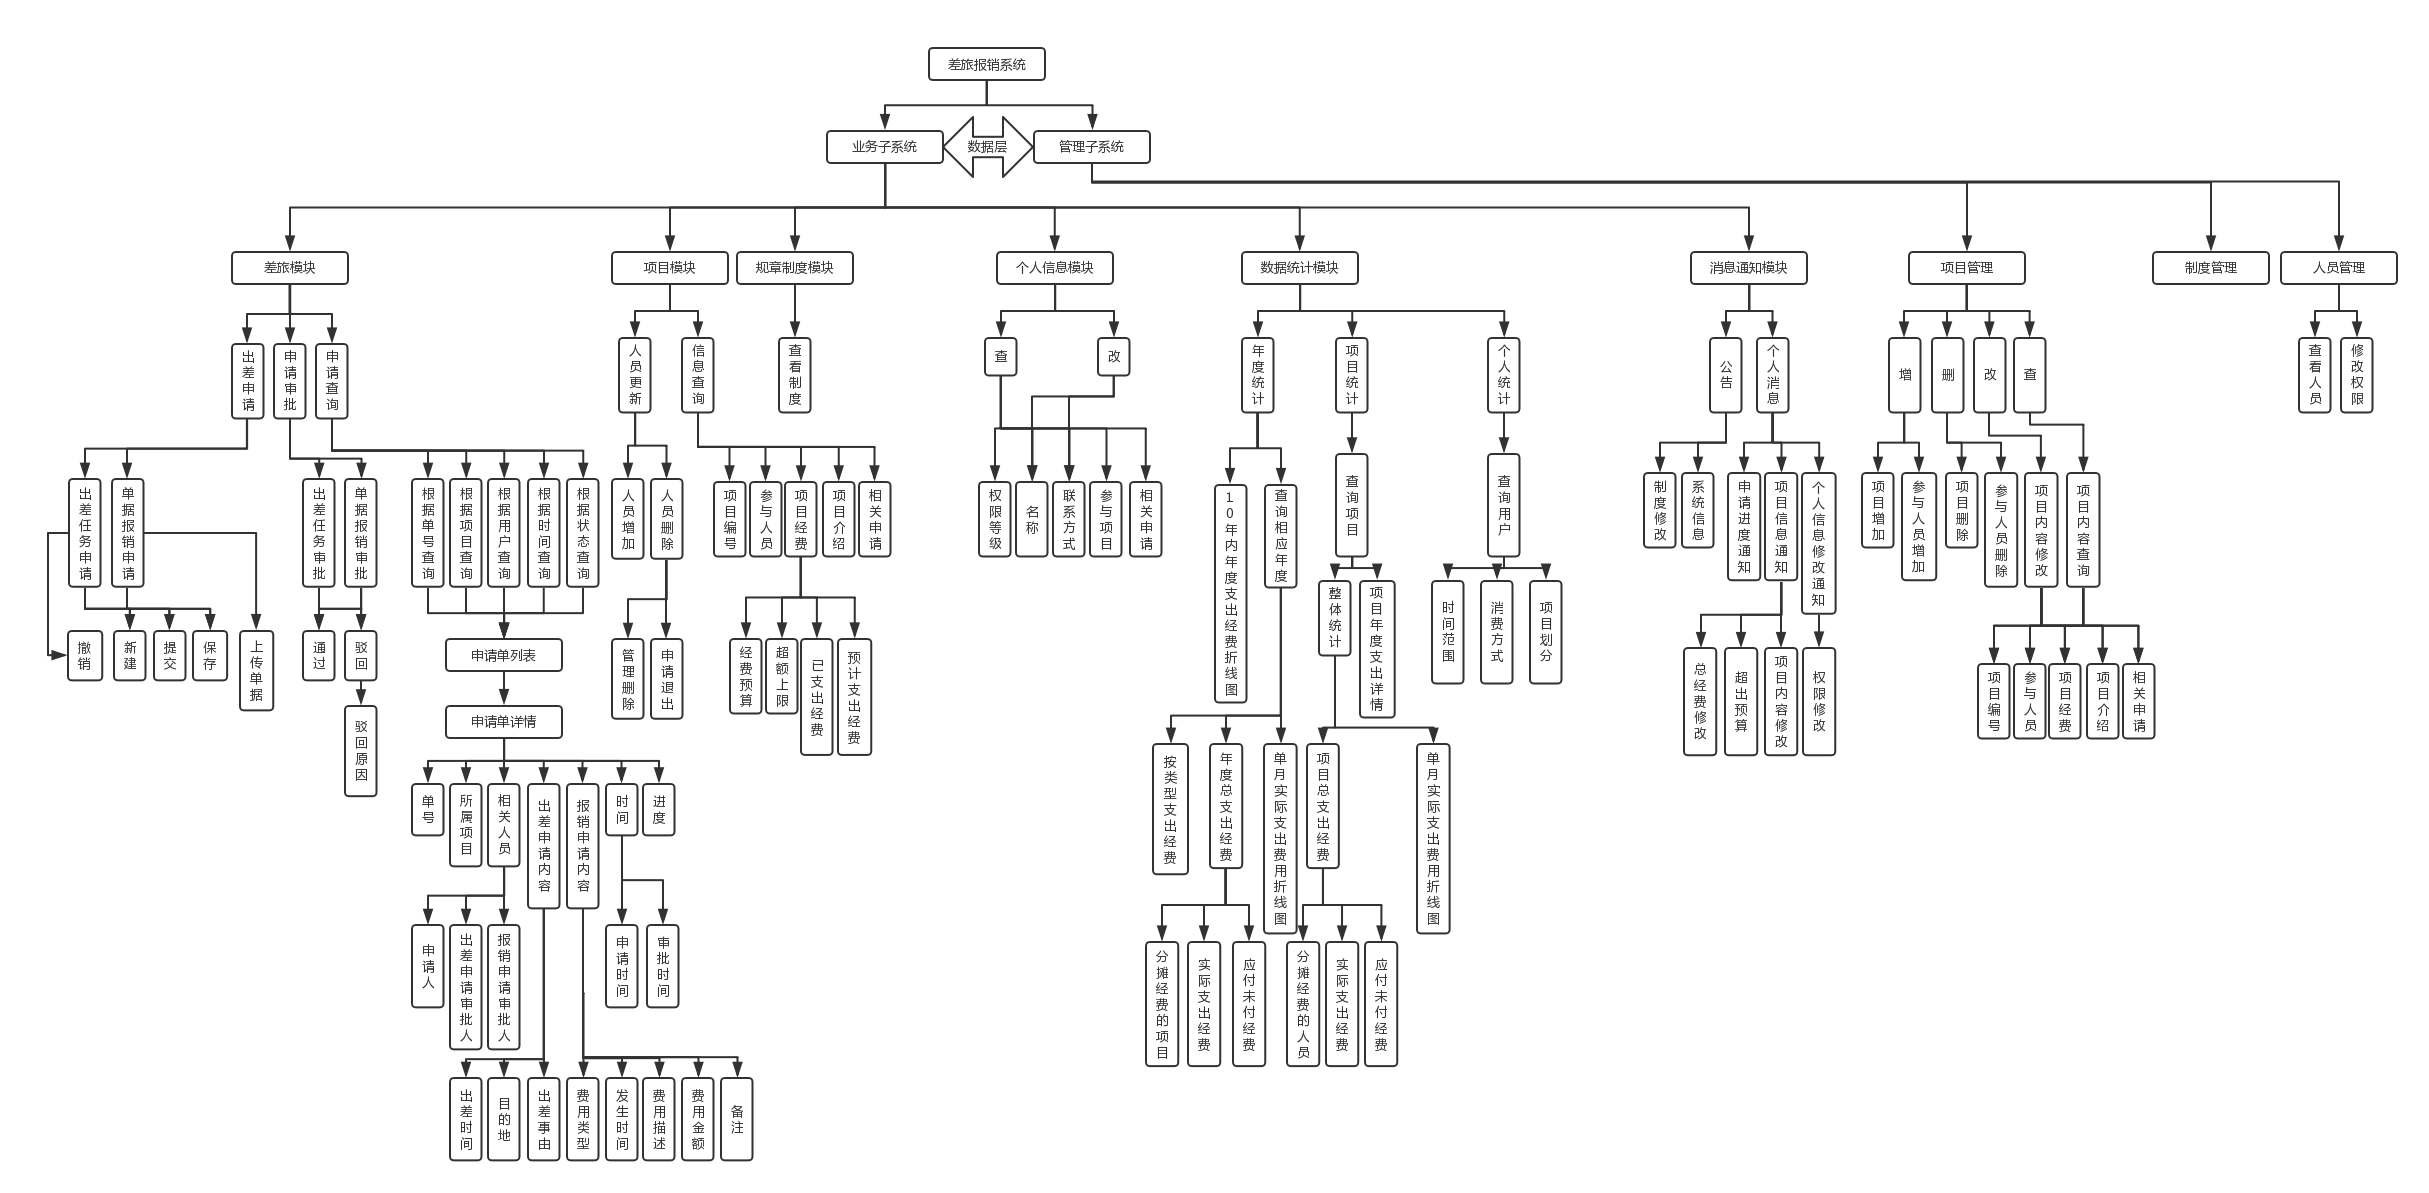 差旅报销系统
业务子系统
数据层
管理子系统
差旅模块
项目模块
规章制度模块
个人信息模块
数据统计模块
消息通知模块
项目管理
制度管理
人员管理
出差申请
申请审批
申请查询
人员更新
信息查询
查看制度
查
改
年度统计
项目统计
个人统计
公告
个人消息
增
删
改
查
查看人员
修改权限
出差任务申请
单据报销申请
出差任务审批
单据报销审批
根据单号查询
根据项目查询
根据用户查询
根据时间查询
根据状态查询
人员增加
人员删除
项目编号
参与人员
项目经费
项目介绍
相关申请
权限等级
名称
联系方式
参与项目
相关申请
10年内年度支出经费折线图
查询相应年度
查询项目
查询用户
制度修改
系统信息
申请进度通知
项目信息通知
个人信息修改通知
项目增加
参与人员增加
项目删除
参与人员删除
项目内容修改
项目内容查询
整体统计
项目年度支出详情
时间范围
消费方式
项目划分
撤销
新建
提交
保存
上传单据
通过
驳回
申请单列表
管理删除
申请退出
经费预算
超额上限
已支出经费
预计支出经费
总经费修改
超出预算
项目内容修改
权限修改
项目编号
参与人员
项目经费
项目介绍
相关申请
驳回原因
申请单详情
按类型支出经费
年度总支出经费
单月实际支出费用折线图
项目总支出经费
单月实际支出费用折线图
单号
所属项目
相关人员
出差申请内容
报销申请内容
时间
进度
申请人
出差申请审批人
报销申请审批人
申请时间
审批时间
分摊经费的项目
实际支出经费
应付未付经费
分摊经费的人员
实际支出经费
应付未付经费
出差时间
目的地
出差事由
费用类型
发生时间
费用描述
费用金额
备注